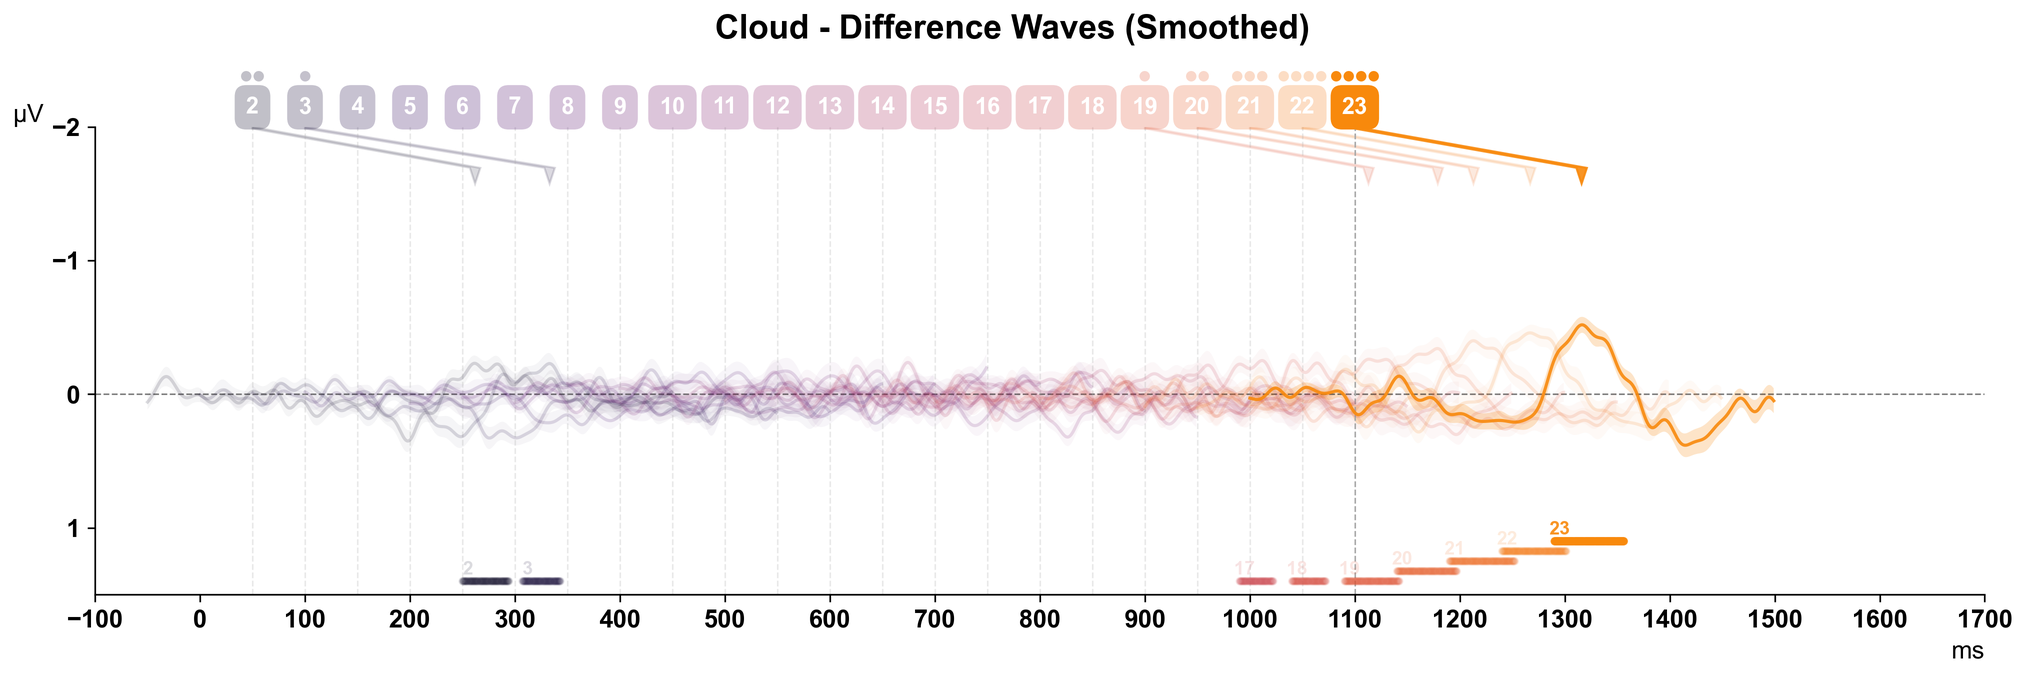 Cloud - Difference Waves (Smoothed)
2 3 4 5 6 7 8 9 10 11 12 13 14 15 16 17 18 19 20 21 22 23
µV
−2
−1
0
1
23
22
21
20
2 3 17 18 19
−100 0 100 200 300 400 500 600 700 800 900 1000 1100 1200 1300 1400 1500 1600 1700
ms